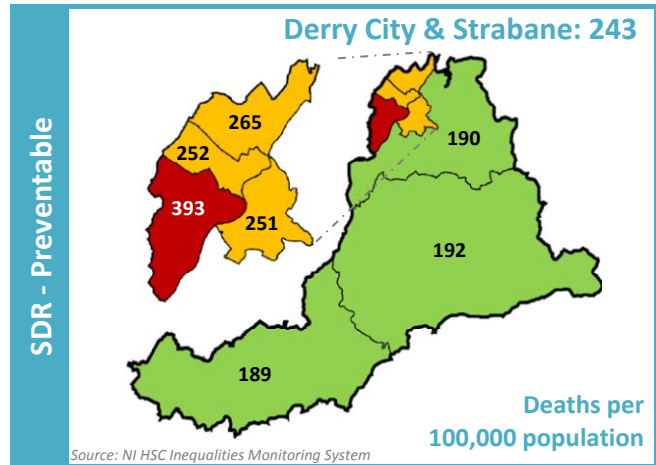 Derry City & Strabane: 243
SDR - Preventable
265
252
393
251
190
192
189
Deaths per
100,000 population
Source: NI HSC Inequalities Monitoring System